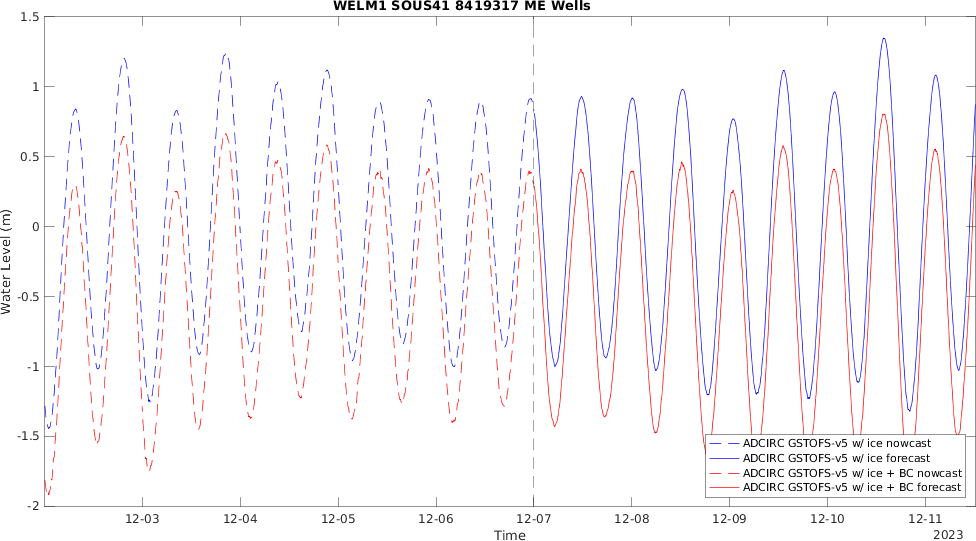 WELM1 SOUS41 8419317 ME Wells
1.5
1
0.5
0
-0.5
-1
-1.5
-2
Water Level (m)
12-03
12-04
12-05
12-06
12-07
12-08
12-09
12-10
12-11
Time
2023
ADCIRC GSTOFS-v5 w/ ice nowcast
ADCIRC GSTOFS-v5 w/ ice forecast
ADCIRC GSTOFS-v5 w/ ice + BC nowcast
ADCIRC GSTOFS-v5 w/ ice + BC forecast